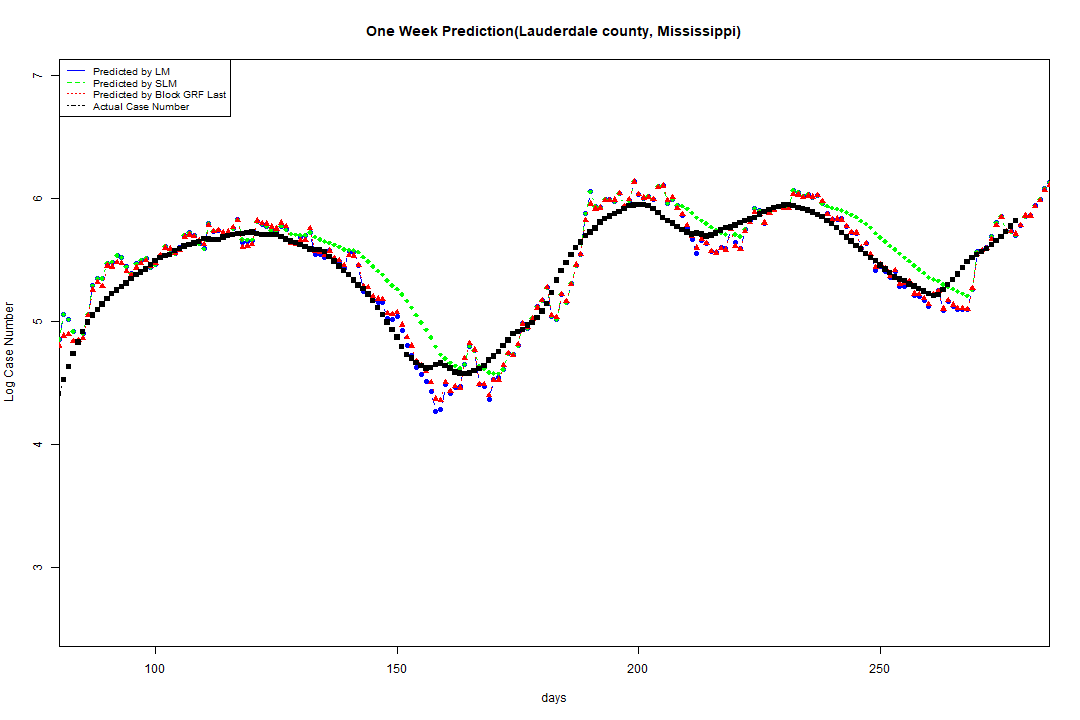 One Week Prediction(Lauderdale county, Mississippi)
Predicted by LM
Predicted by SLM
Predicted by Block GRF Last
Actual Case Number
7
6
5
4
3
Log Case Number
100 150 200 250
days